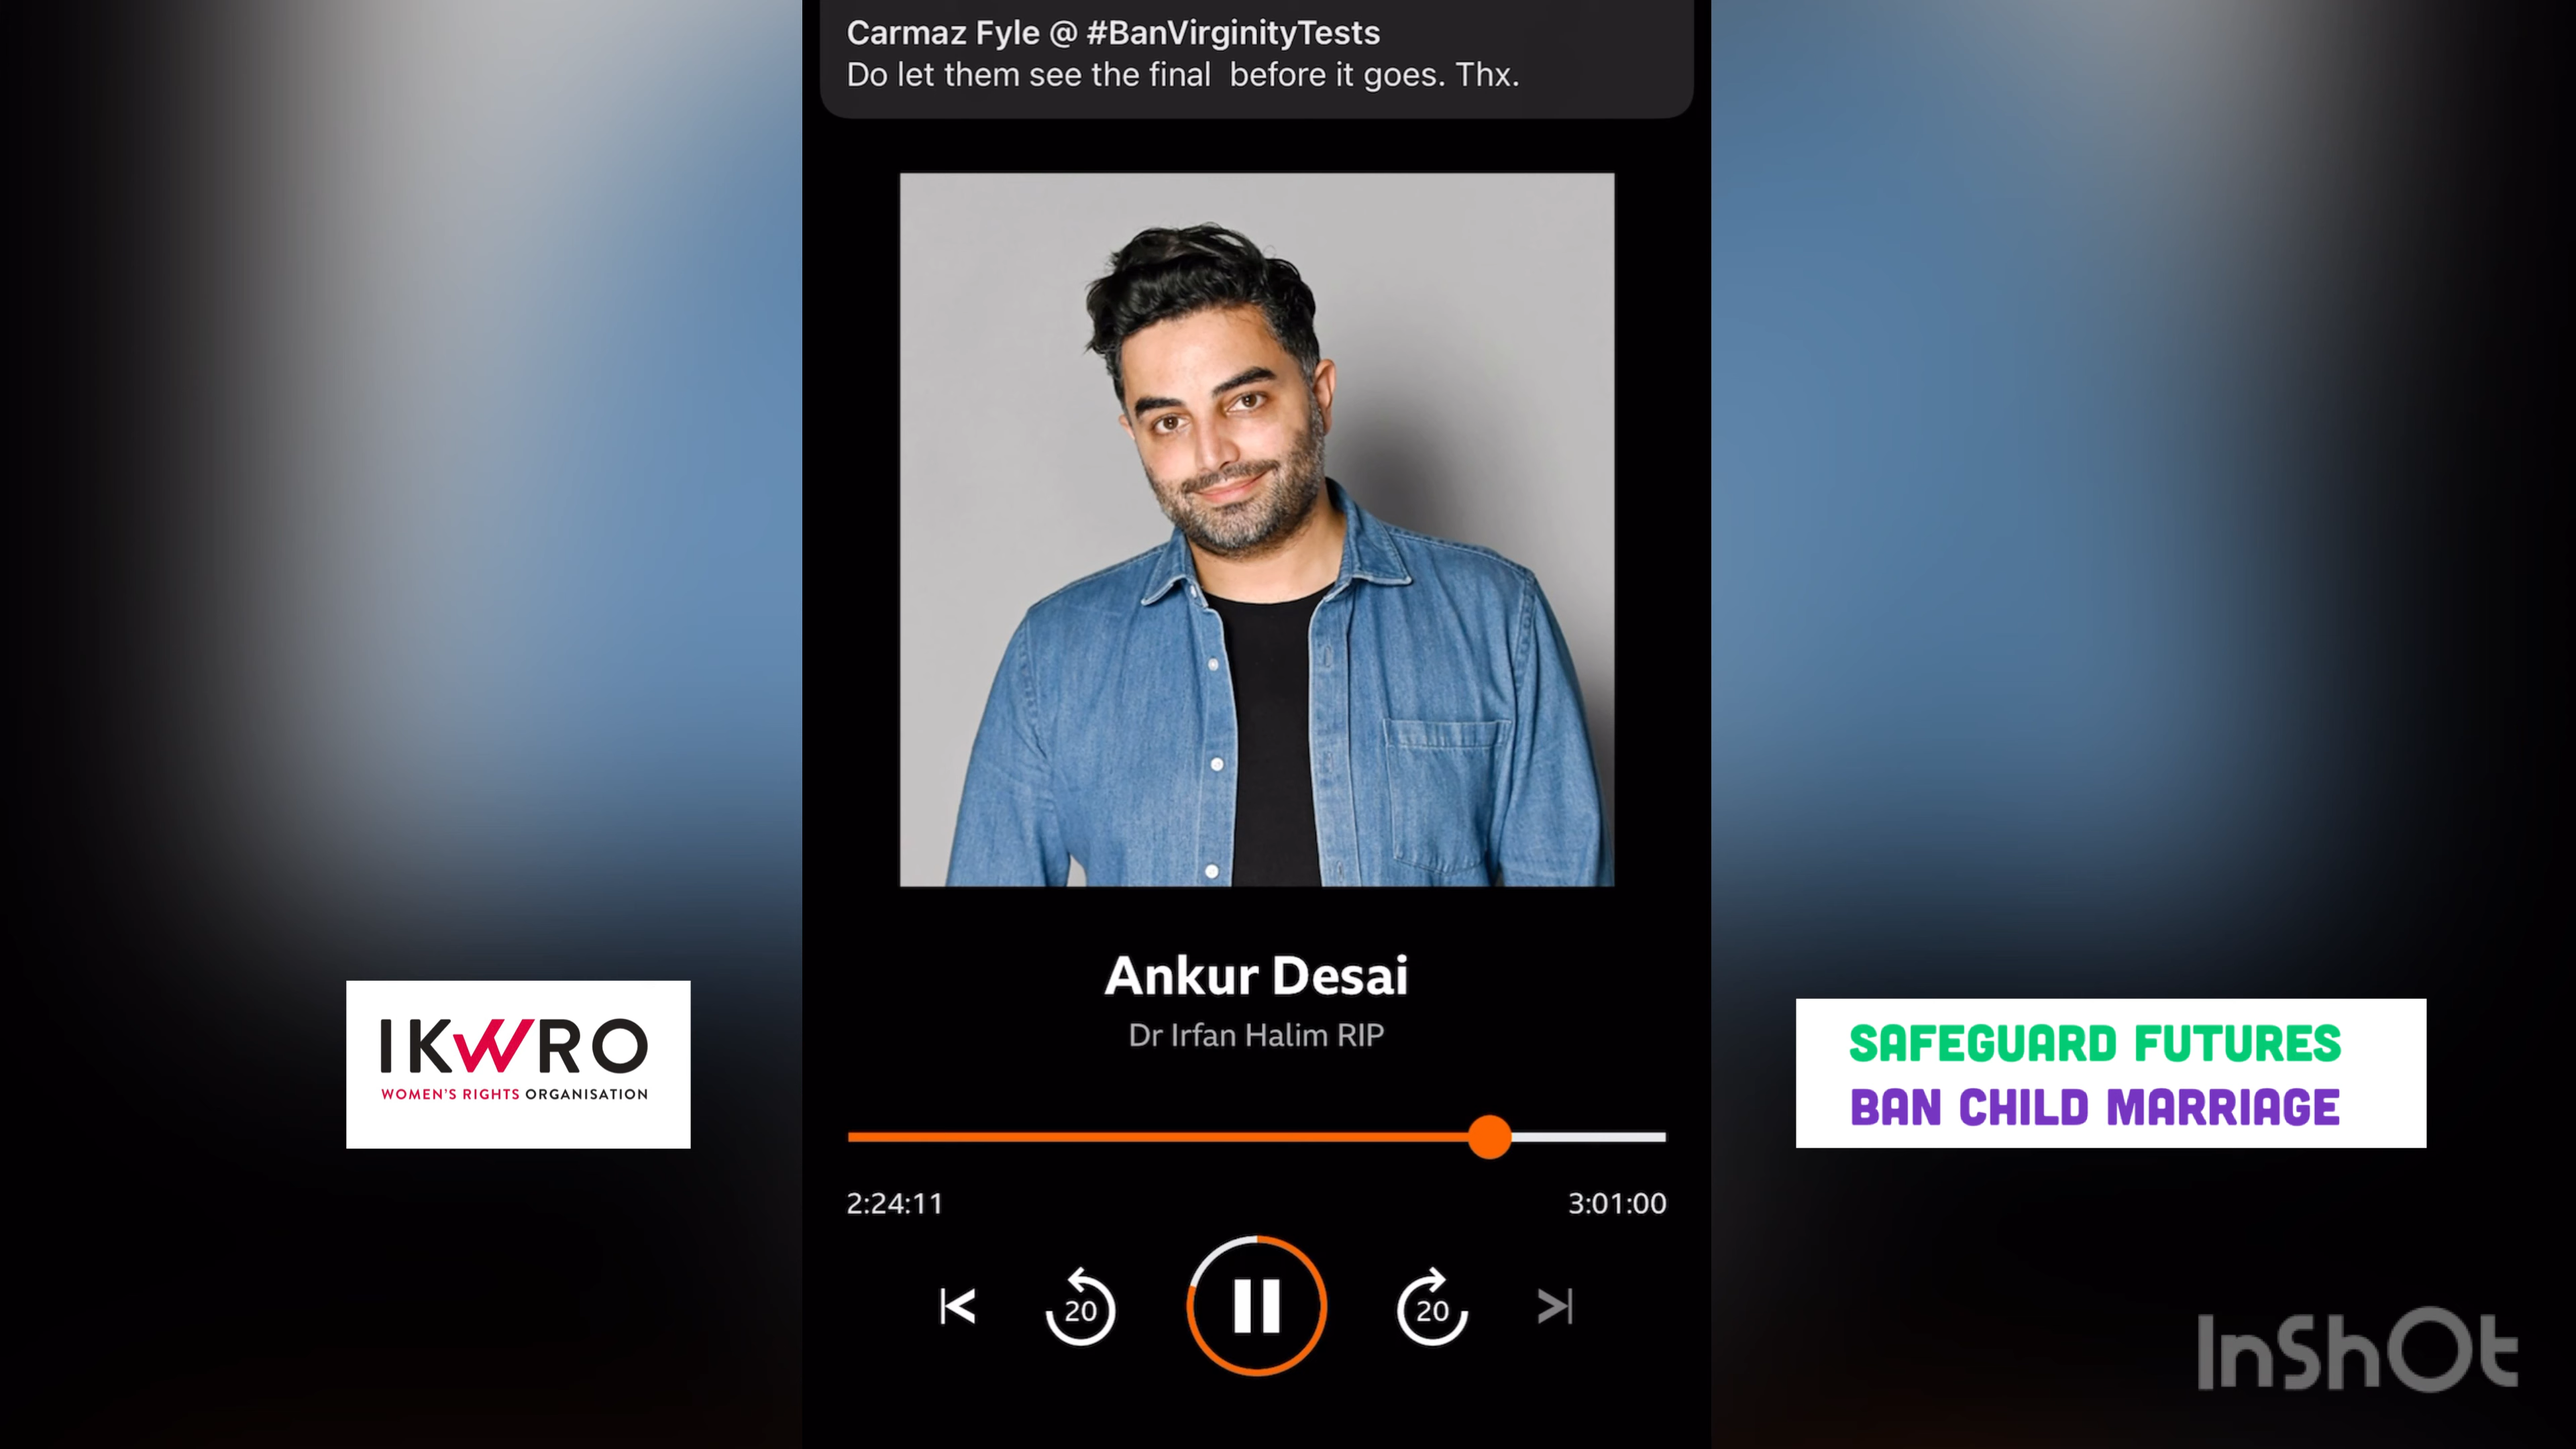 Carmaz Fyle @ #BanVirginityTests
Do let them see the final  before it goes. Thx.
Ankur Desai
Dr Irfan Halim RIP
IKWRO
WOMEN'S RIGHTS ORGANISATION
SAFEGUARD FUTURES
BAN CHILD MARRIAGE
2:24:11
3:01:00
20
20
InShOt